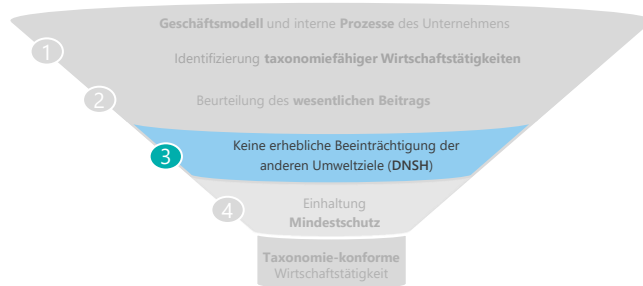 Geschäftsmodell und interne Prozesse des Unternehmens
1
Identifizierung taxonomiefähiger Wirtschaftstätigkeiten
2
Beurteilung des wesentlichen Beitrags
3
Keine erhebliche Beeinträchtigung der
anderen Umweltziele (DNSH)
4
Einhaltung
Mindestschutz
Taxonomie-konforme
Wirtschaftstätigkeit